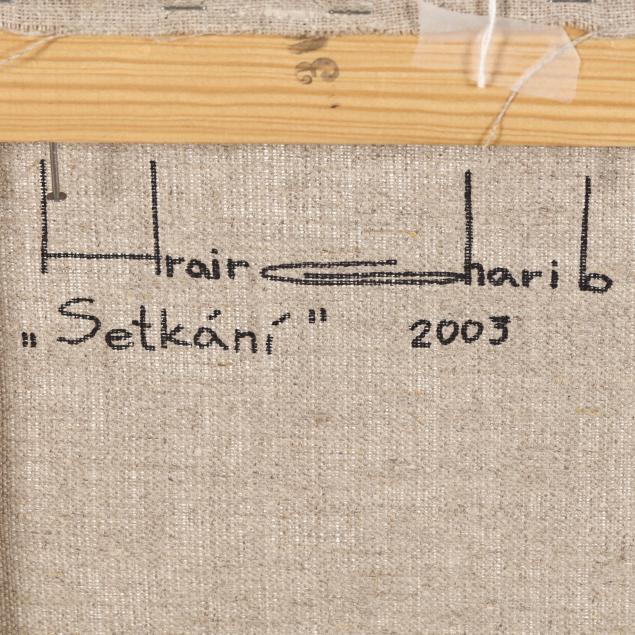 Hrair Gharib
„Setkání" 2003